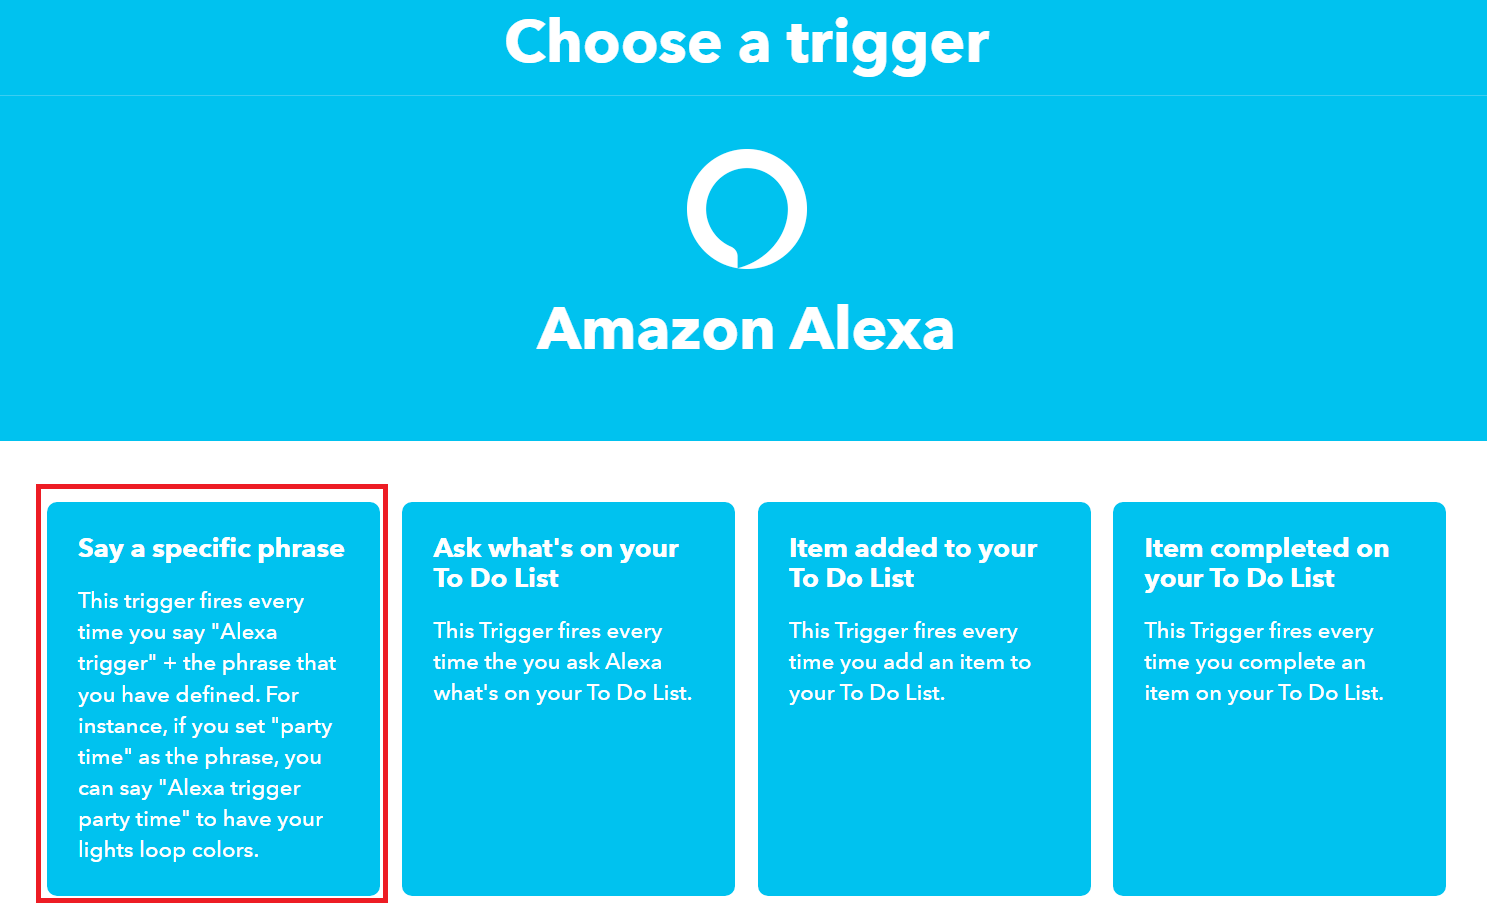 Choose a trigger
Amazon Alexa
Say a specific phrase
This trigger fires every
time you say "Alexa
trigger" + the phrase that
you have defined. For
instance, if you set "party
time" as the phrase, you
can say "Alexa trigger
party time" to have your
lights loop colors.
Ask what's on your
To Do List
This Trigger fires every
time the you ask Alexa
what's on your To Do List.
Item added to your
To Do List
This Trigger fires every
time you add an item to
your To Do List.
Item completed on
your To Do List
This Trigger fires every
time you complete an
item on your To Do List.